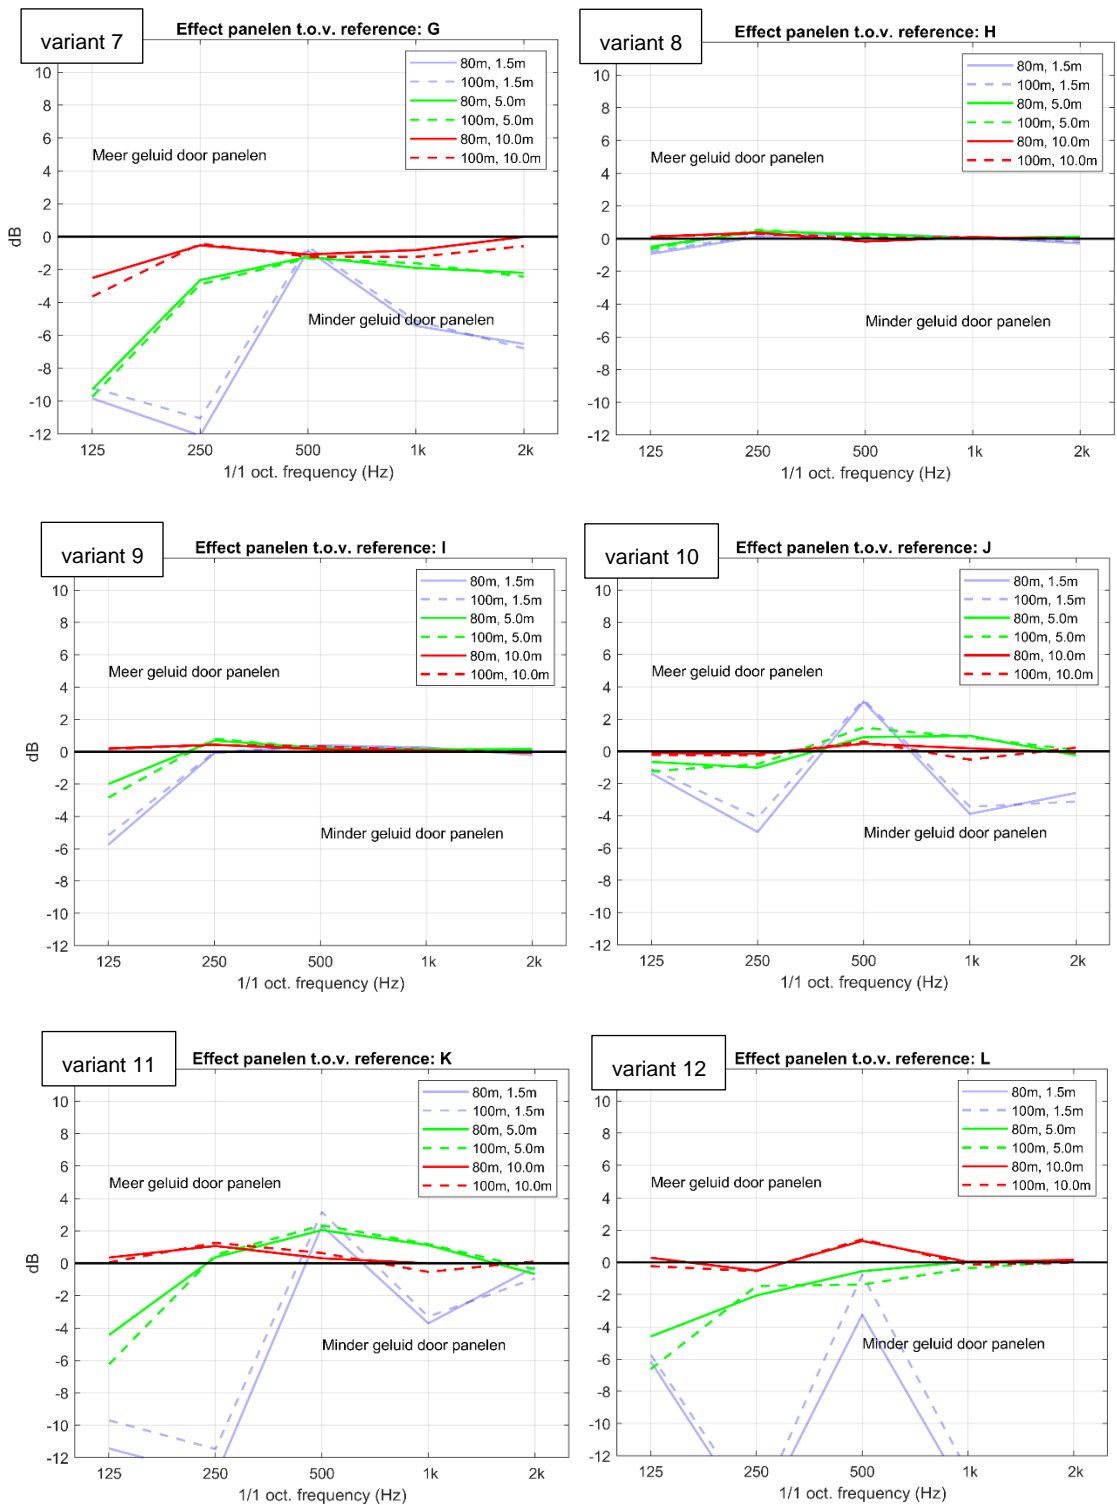 variant 7
Effect panelen t.o.v. reference: G
80m, 1.5m
100m, 1.5m
80m, 5.0m
100m, 5.0m
80m, 10.0m
100m, 10.0m
Meer geluid door panelen
Minder geluid door panelen
dB
10
8
6
4
2
0
-2
-4
-6
-8
-10
-12
125
250
500
1k
2k
1/1 oct. frequency (Hz)
variant 8
Effect panelen t.o.v. reference: H
80m, 1.5m
100m, 1.5m
80m, 5.0m
100m, 5.0m
80m, 10.0m
100m, 10.0m
Meer geluid door panelen
Minder geluid door panelen
10
8
6
4
2
0
-2
-4
-6
-8
-10
-12
125
250
500
1k
2k
1/1 oct. frequency (Hz)
variant 9
Effect panelen t.o.v. reference: I
80m, 1.5m
100m, 1.5m
80m, 5.0m
100m, 5.0m
80m, 10.0m
100m, 10.0m
Meer geluid door panelen
Minder geluid door panelen
dB
10
8
6
4
2
0
-2
-4
-6
-8
-10
-12
125
250
500
1k
2k
1/1 oct. frequency (Hz)
variant 10
Effect panelen t.o.v. reference: J
80m, 1.5m
100m, 1.5m
80m, 5.0m
100m, 5.0m
80m, 10.0m
100m, 10.0m
Meer geluid door panelen
Minder geluid door panelen
10
8
6
4
2
0
-2
-4
-6
-8
-10
-12
125
250
500
1k
2k
1/1 oct. frequency (Hz)
variant 11
Effect panelen t.o.v. reference: K
80m, 1.5m
100m, 1.5m
80m, 5.0m
100m, 5.0m
80m, 10.0m
100m, 10.0m
Meer geluid door panelen
Minder geluid door panelen
dB
10
8
6
4
2
0
-2
-4
-6
-8
-10
-12
125
250
500
1k
2k
1/1 oct. frequency (Hz)
variant 12
Effect panelen t.o.v. reference: L
80m, 1.5m
100m, 1.5m
80m, 5.0m
100m, 5.0m
80m, 10.0m
100m, 10.0m
Meer geluid door panelen
Minder geluid door panelen
10
8
6
4
2
0
-2
-4
-6
-8
-10
-12
125
250
500
1k
2k
1/1 oct. frequency (Hz)